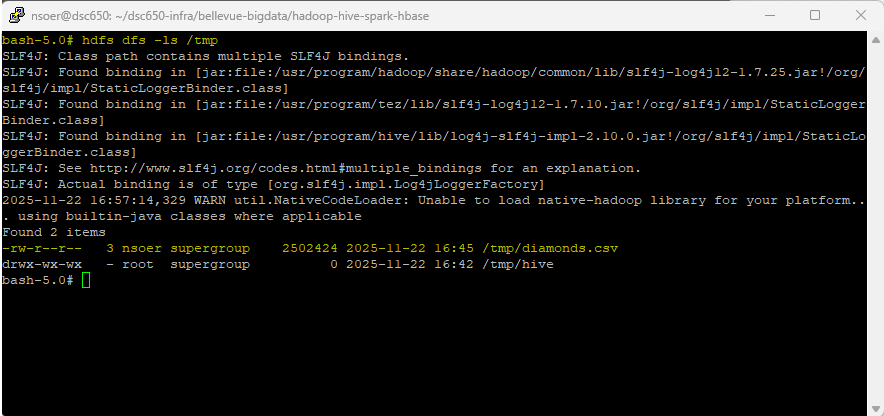 nsoer@dsc650: ~/dsc650-infra/bellevue-bigdata/hadoop-hive-spark-hbase
bash-5.0# hdfs dfs -ls /tmp
SLF4J: Class path contains multiple SLF4J bindings.
SLF4J: Found binding in [jar:file:/usr/program/hadoop/share/hadoop/common/lib/slf4j-log4j12-1.7.25.jar!/org/
slf4j/impl/StaticLoggerBinder.class]
SLF4J: Found binding in [jar:file:/usr/program/tez/lib/slf4j-log4j12-1.7.10.jar!/org/slf4j/impl/StaticLogger
Binder.class]
SLF4J: Found binding in [jar:file:/usr/program/hive/lib/log4j-slf4j-impl-2.10.0.jar!/org/slf4j/impl/StaticLo
ggerBinder.class]
SLF4J: See http://www.slf4j.org/codes.html#multiple_bindings for an explanation.
SLF4J: Actual binding is of type [org.slf4j.impl.Log4jLoggerFactory]
2025-11-22 16:57:14,329 WARN util.NativeCodeLoader: Unable to load native-hadoop library for your platform..
. using builtin-java classes where applicable
Found 2 items
-rw-r--r--   3 nsoer supergroup    2502424 2025-11-22 16:45 /tmp/diamonds.csv
drwx-wx-wx   - root  supergroup          0 2025-11-22 16:42 /tmp/hive
bash-5.0#